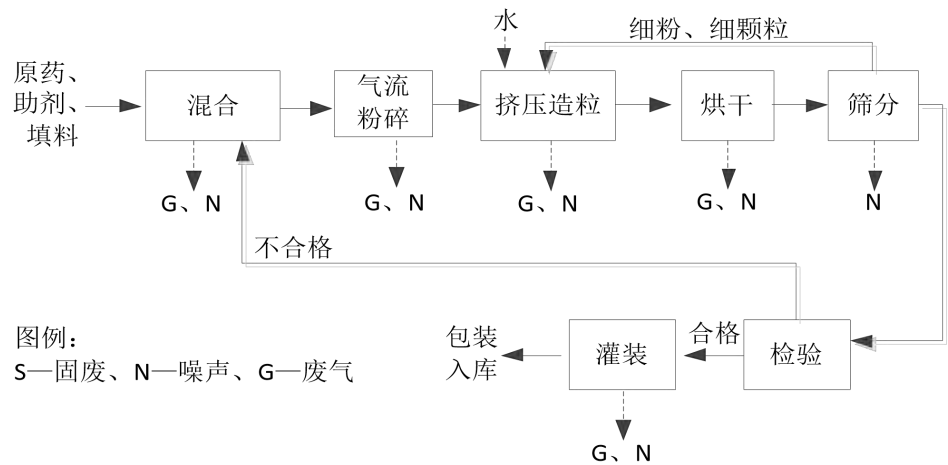 水
细粉、细颗粒
原药、
助剂、
填料
混合
气流
粉碎
挤压造粒
烘干
筛分
G、N
G、N
G、N
G、N
N
不合格
图例：
S—固废、N—噪声、G—废气
包装
入库
灌装
合格
检验
G、N